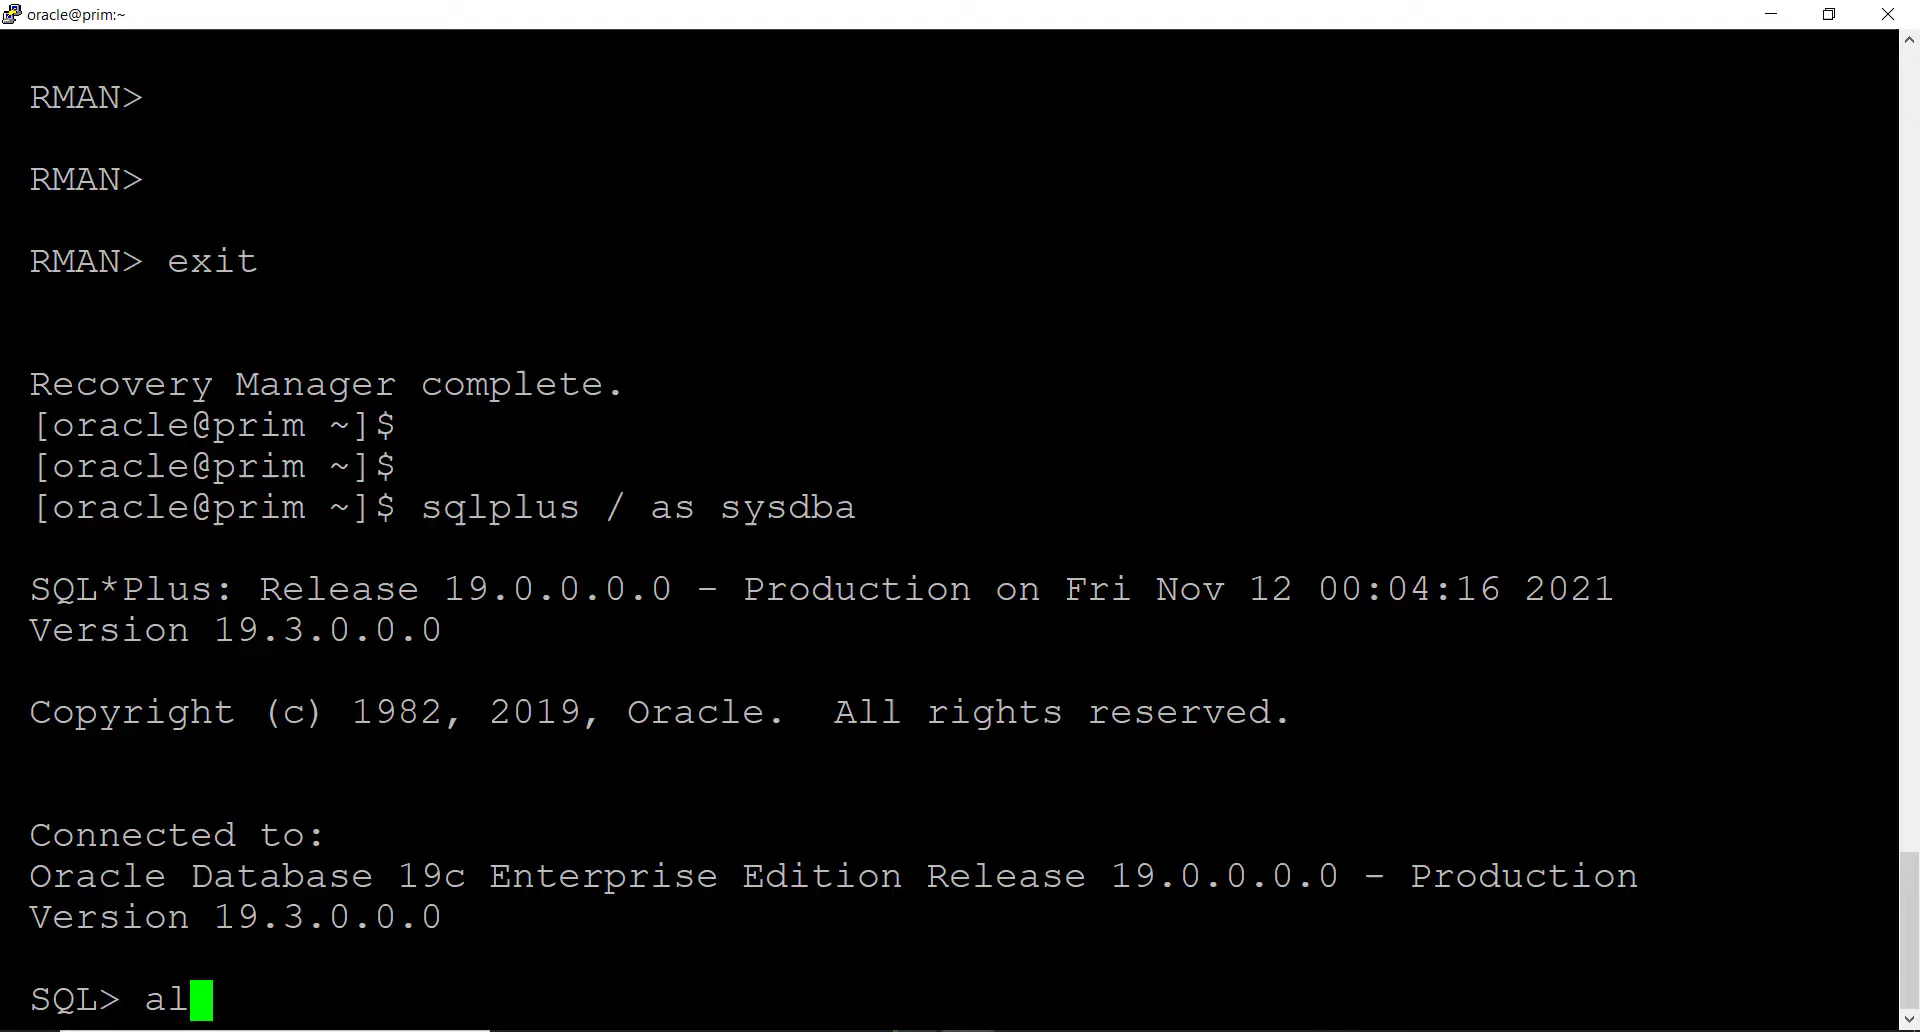 oracle@prim:~
RMAN>
RMAN>
RMAN> exit
Recovery Manager complete.
[oracle@prim ~]$
[oracle@prim ~]$
[oracle@prim ~]$ sqlplus / as sysdba
SQL*Plus: Release 19.0.0.0.0 - Production on Fri Nov 12 00:04:16 2021
Version 19.3.0.0.0
Copyright (c) 1982, 2019, Oracle.  All rights reserved.
Connected to:
Oracle Database 19c Enterprise Edition Release 19.0.0.0.0 - Production
Version 19.3.0.0.0
SQL> al